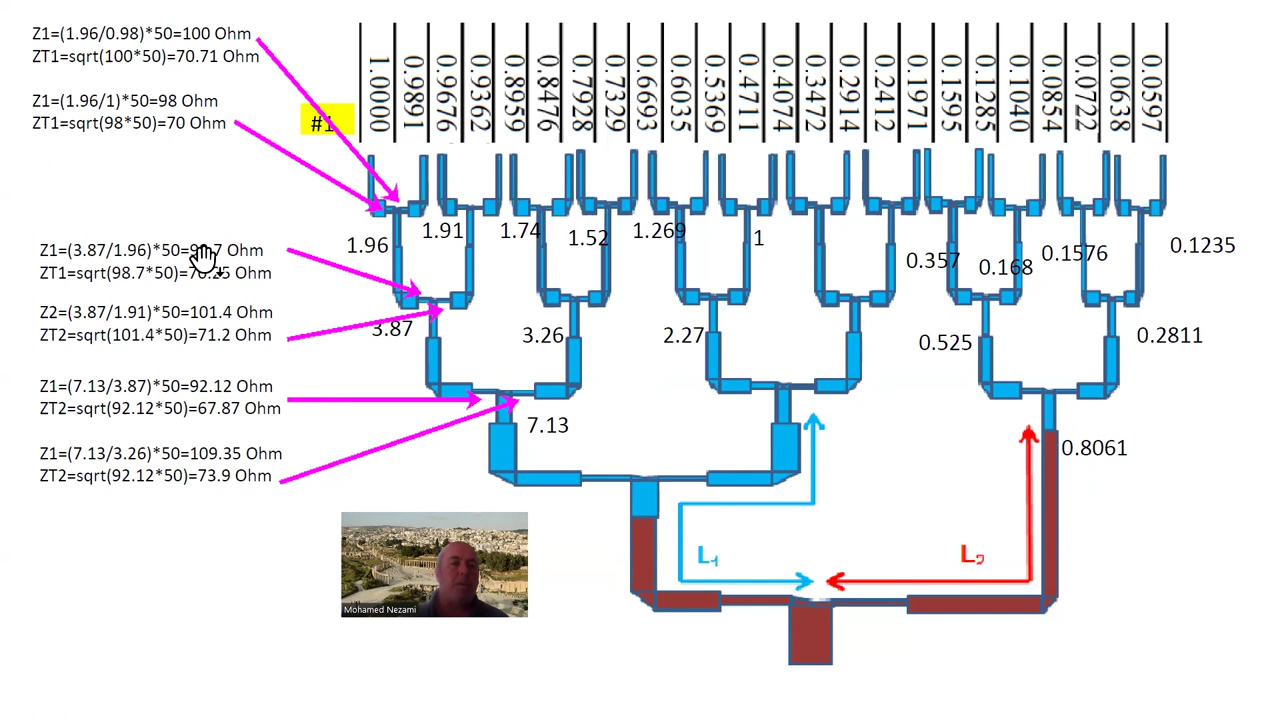 Z1=(1.96/0.98)*50=100 Ohm
ZT1=sqrt(100*50)=70.71 Ohm
Z1=(1.96/1)*50=98 Ohm
ZT1=sqrt(98*50)=70 Ohm
#1
1.0000
0.9891
0.9676
0.9362
0.8959
0.8476
0.7928
0.7329
0.6693
0.6035
0.5369
0.4711
0.4074
0.3472
0.2914
0.2412
0.1971
0.1595
0.1285
0.1040
0.0854
0.0722
0.0638
0.0597
1.96
1.91
1.74
1.52
1.269
1
0.357
0.168
0.1576
0.1235
Z1=(3.87/1.96)*50= Ohm
ZT1=sqrt(98.7*50)= Ohm
Z2=(3.87/1.91)*50=101.4 Ohm
ZT2=sqrt(101.4*50)=71.2 Ohm
3.87
3.26
2.27
0.525
0.2811
Z1=(7.13/3.87)*50=92.12 Ohm
ZT2=sqrt(92.12*50)=67.87 Ohm
7.13
0.8061
Z1=(7.13/3.26)*50=109.35 Ohm
ZT2=sqrt(92.12*50)=73.9 Ohm
L1
L2
Mohamed Nezami